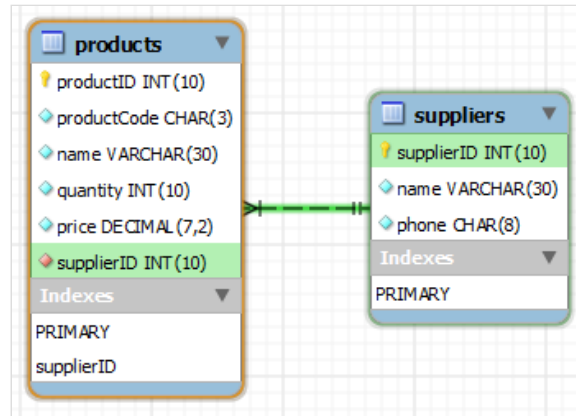 products
productID INT(10)
productCode CHAR(3)
name VARCHAR(30)
quantity INT(10)
price DECIMAL(7,2)
supplierID INT(10)
Indexes
PRIMARY
supplierID
suppliers
supplierID INT(10)
name VARCHAR(30)
phone CHAR(8)
Indexes
PRIMARY